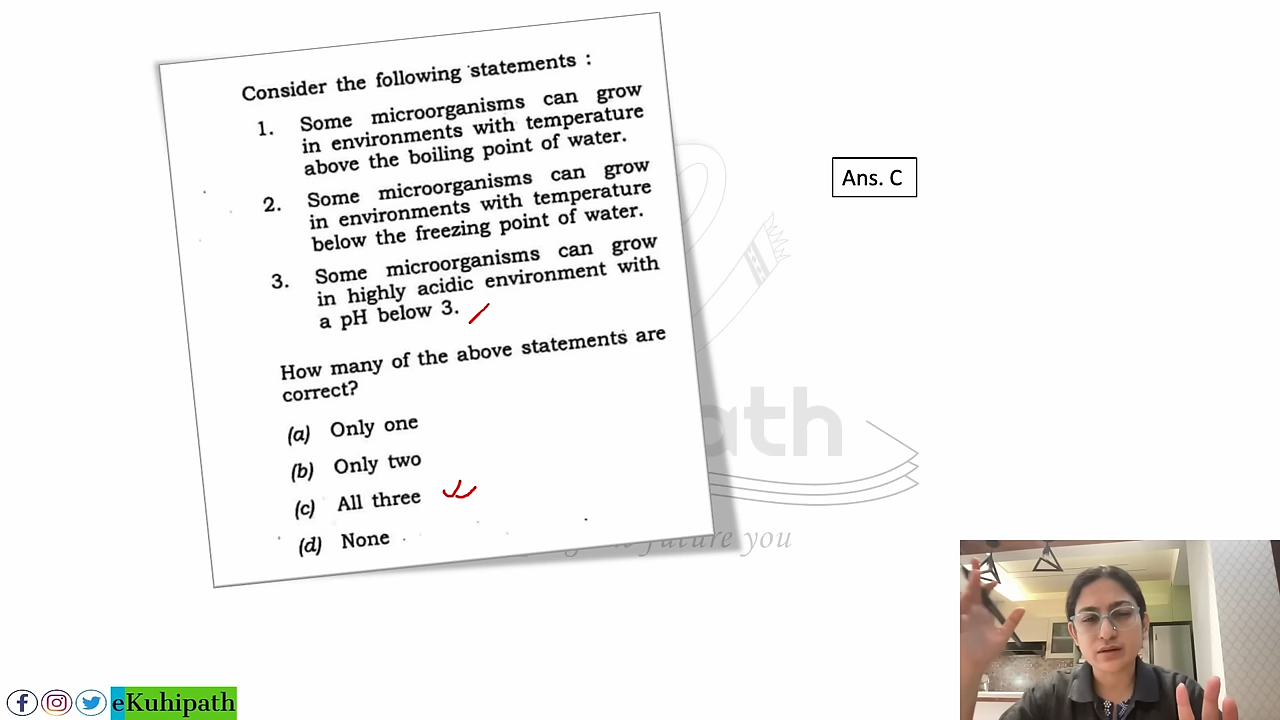 Consider the following statements :
1. Some microorganisms can grow
in environments with temperature
above the boiling point of water.
2. Some microorganisms can grow
in environments with temperature
below the freezing point of water.
3. Some microorganisms can grow
in highly acidic environment with
a pH below 3.
How many of the above statements are
correct?
(a) Only one
(b) Only two
(c) All three
(d) None
Ans. C
ath
future you
eKuhipath